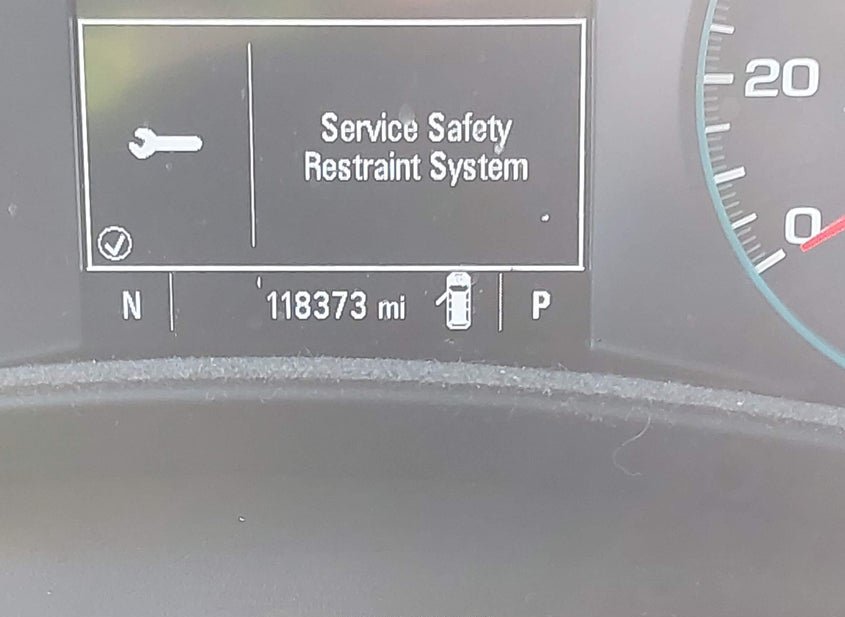 Service Safety
Restraint System
N 118373 mi P
20
0